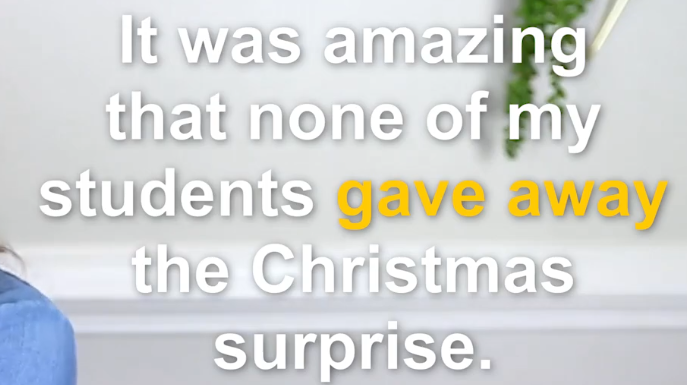 It was amazing
that none of my
students gave away
the Christmas
surprise.